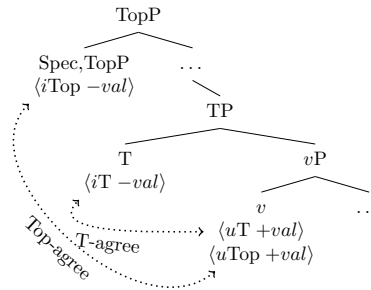 TopP
Spec,TopP ...
⟨iTop −val⟩
TP
T vP
⟨iT −val⟩
v ...
⟨uT +val⟩
⟨uTop +val⟩
T-agree
Top-agree